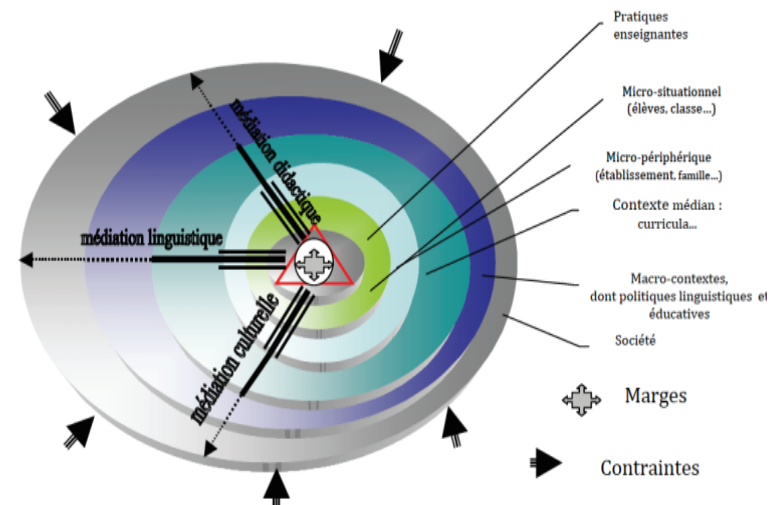 Pratiques
enseignantes
Micro-situationnel
(élèves, classe...)
Micro-périphérique
(établissement, famille...)
Contexte médian :
curricula...
Macro-contextes,
dont politiques linguistiques et
éducatives
Société
médiation didactique
médiation linguistique
médiation culturelle
Marges
Contraintes